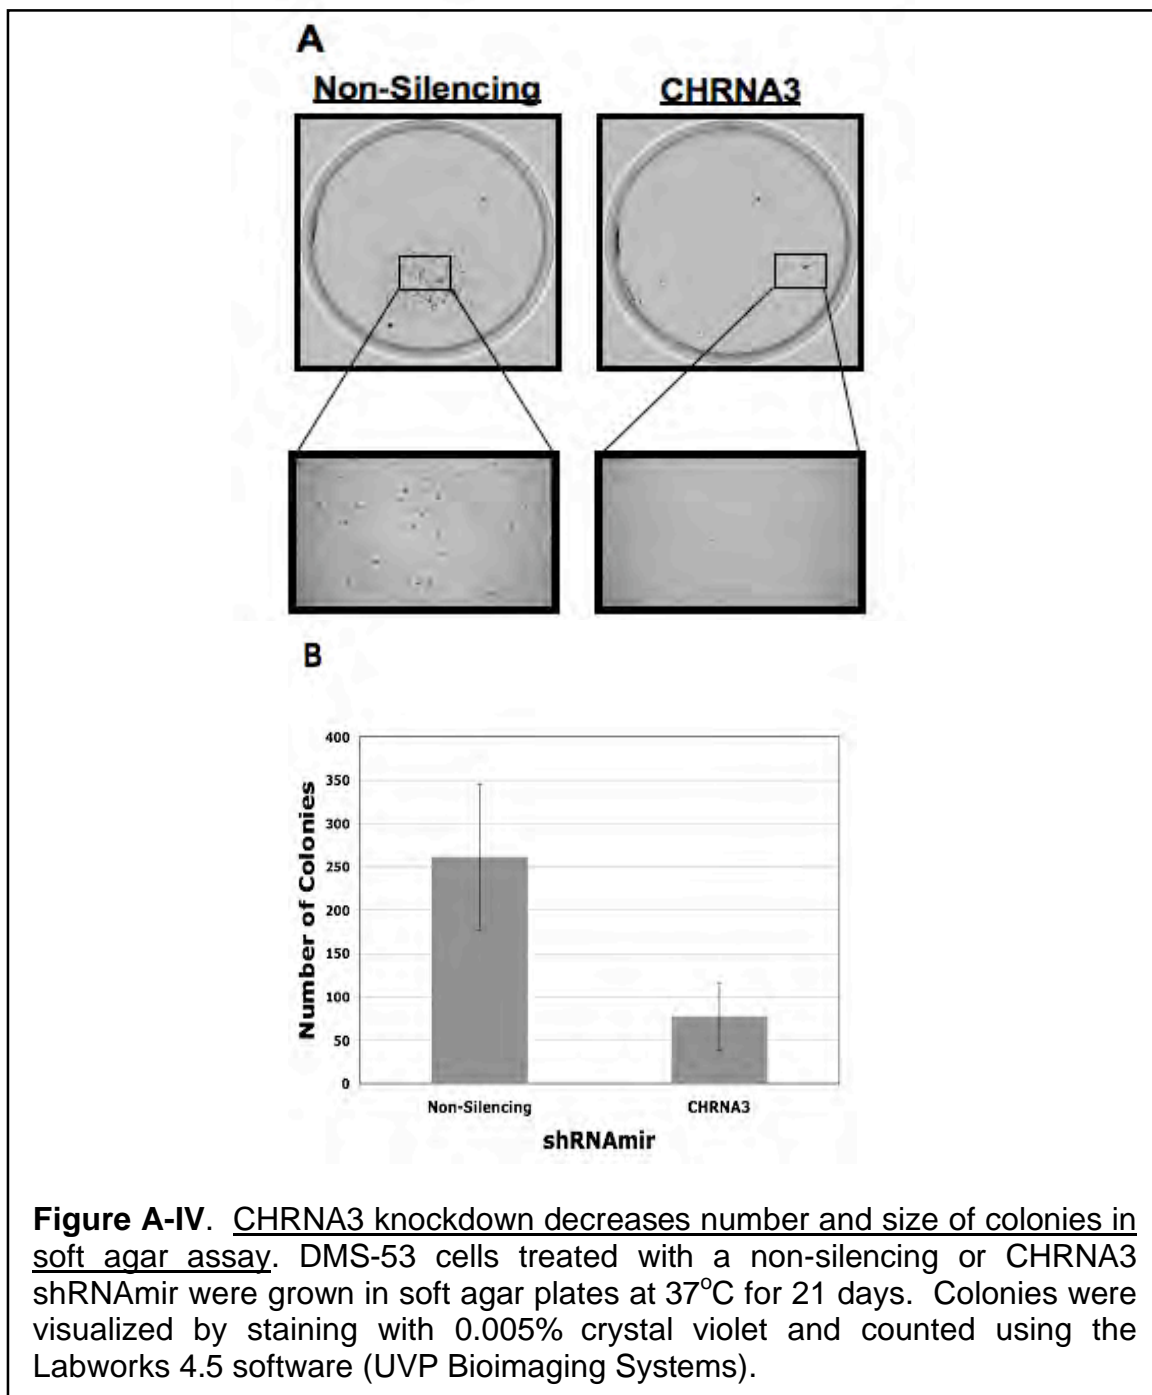 A
Non-Silencing CHRNA3
B
400
350
300
250
200
150
100
50
0
Number of Colonies
Non-Silencing CHRNA3
shRNAmir
Figure A-IV. CHRNA3 knockdown decreases number and size of colonies in
soft agar assay. DMS-53 cells treated with a non-silencing or CHRNA3
shRNAmir were grown in soft agar plates at 37°C for 21 days. Colonies were
visualized by staining with 0.005% crystal violet and counted using the
Labworks 4.5 software (UVP Bioimaging Systems).